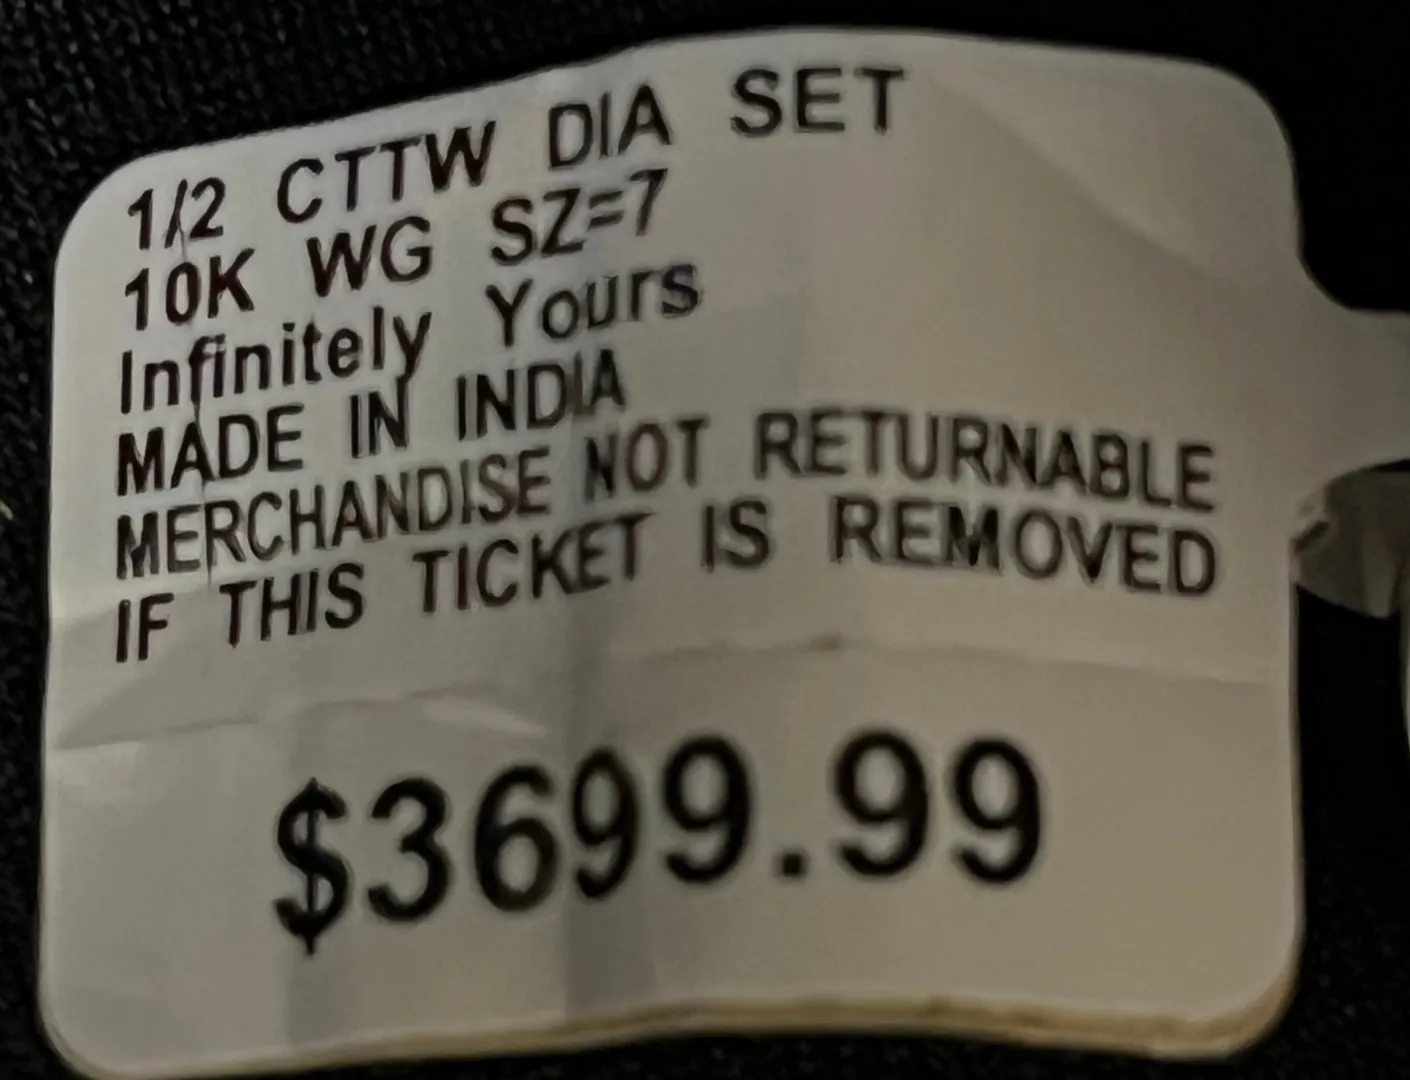 1/2 CTTW DIA SET
10K WG SZ=7
Infinitely Yours
MADE IN INDIA
MERCHANDISE NOT RETURNABLE
IF THIS TICKET IS REMOVED
$3699.99